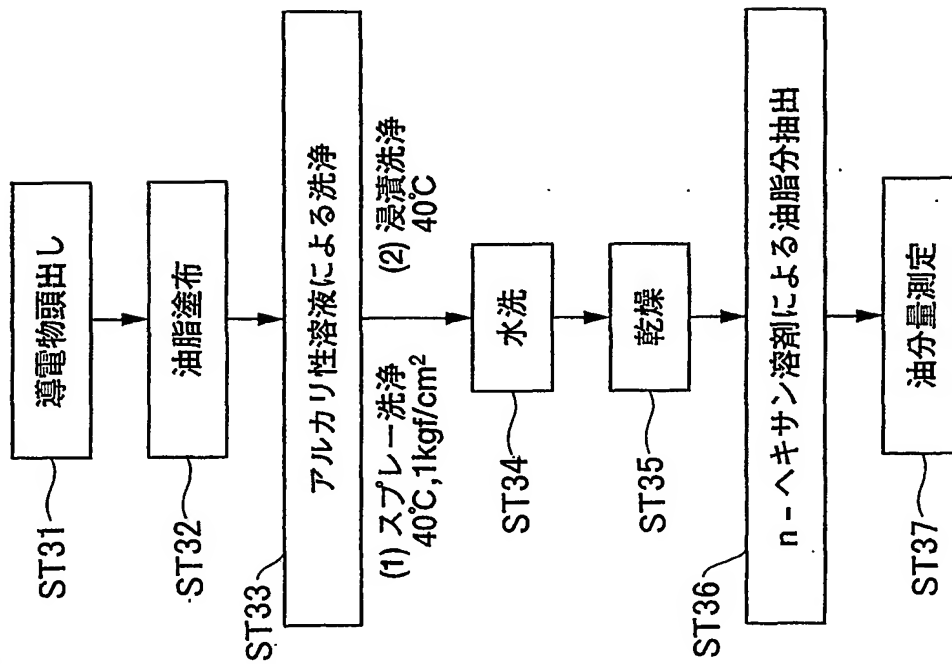 ST31
導電物頭出し
ST32
油脂塗布
ST33
アルカリ性溶液による洗浄
(1) スプレー洗浄
40℃,1kgf/cm²
(2) 浸漬洗浄
40℃
ST34
水洗
ST35
乾燥
ST36
n-ヘキサン溶剤による油脂分抽出
ST37
油分量測定